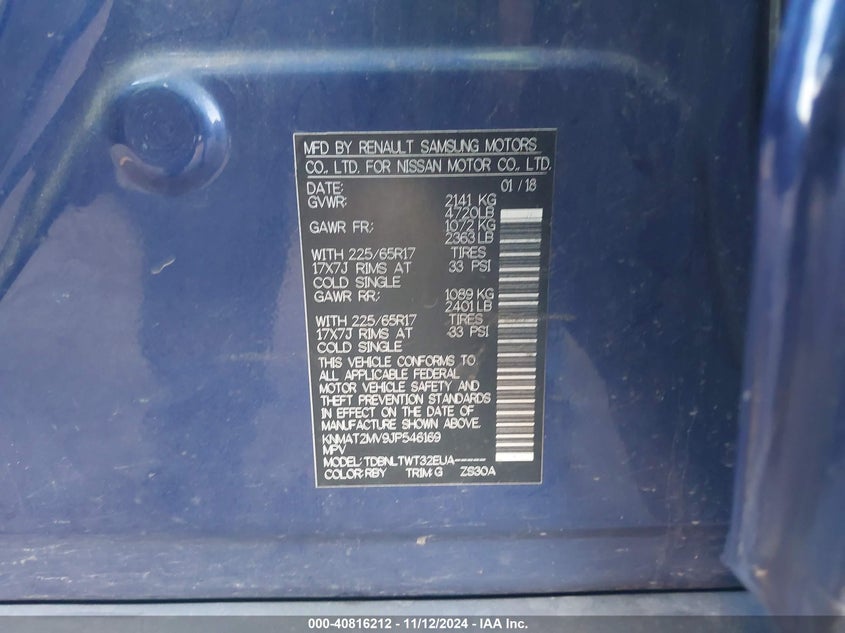 MFD BY RENAULT SAMSUNG MOTORS
CO., LTD. FOR NISSAN MOTOR CO., LTD.
DATE: 01/18
GVWR: 2141 KG
4720LB
GAWR FR: 1072 KG
2363LB
WITH 225/65R17 TIRES
17X7J RIMS AT 33 PSI
COLD SINGLE
GAWR RR: 1089 KG
2401LB
WITH 225/65R17 TIRES
17X7J RIMS AT 33 PSI
COLD SINGLE
THIS VEHICLE CONFORMS TO
ALL APPLICABLE FEDERAL
MOTOR VEHICLE SAFETY AND
THEFT PREVENTION STANDARDS
IN EFFECT ON THE DATE OF
MANUFACTURE SHOWN ABOVE.
KNMAT2MV9JP546169
MPV
MODEL: TDBNLTWT32EUA-----
COLOR: RBY TRIM: G ZS30A
000-40816212 - 11/12/2024 - IAA Inc.